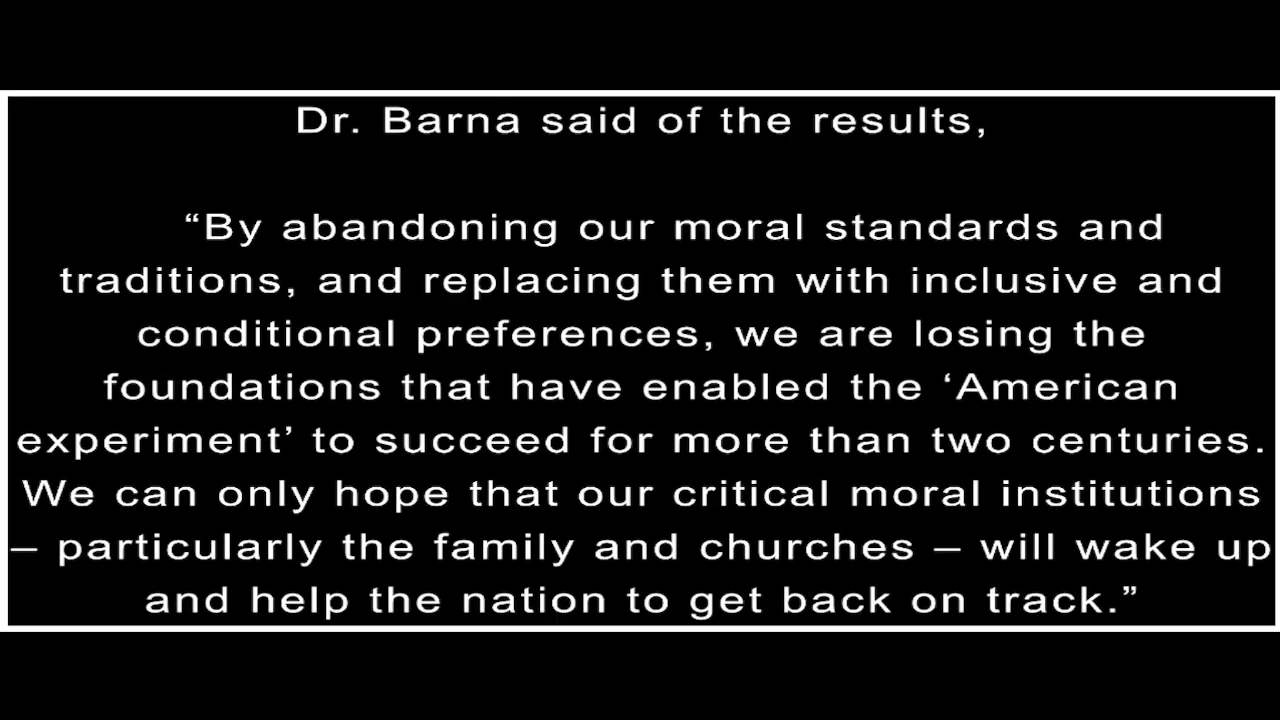 Dr. Barna said of the results,
“By abandoning our moral standards and
traditions, and replacing them with inclusive and
conditional preferences, we are losing the
foundations that have enabled the ‘American
experiment’ to succeed for more than two centuries.
We can only hope that our critical moral institutions
– particularly the family and churches – will wake up
and help the nation to get back on track.”